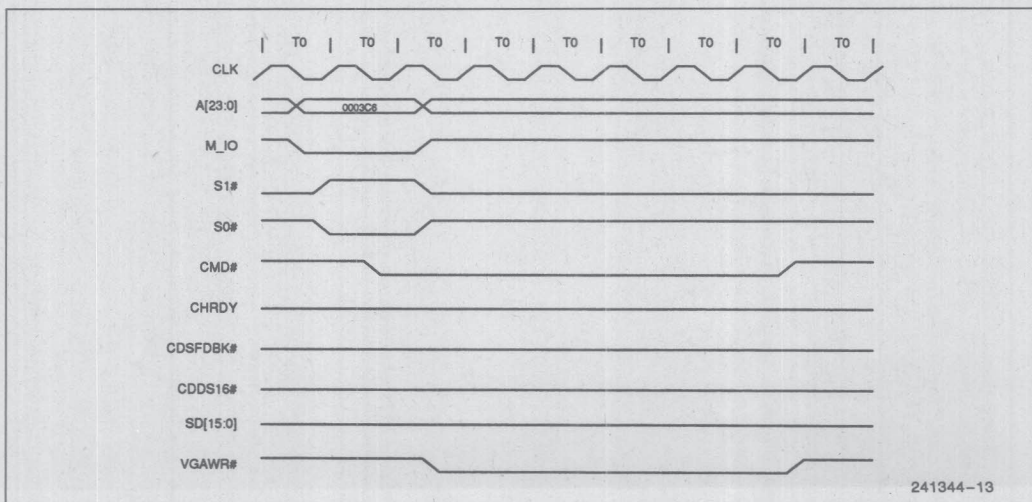 | T0 | T0 | T0 | T0 | T0 | T0 | T0 | T0 | T0 |
CLK
A[23:0] 0003C6
M_IO
S1#
S0#
CMD#
CHRDY
CDSFDBK#
CDDS16#
SD[15:0]
VGAWR#
241344-13